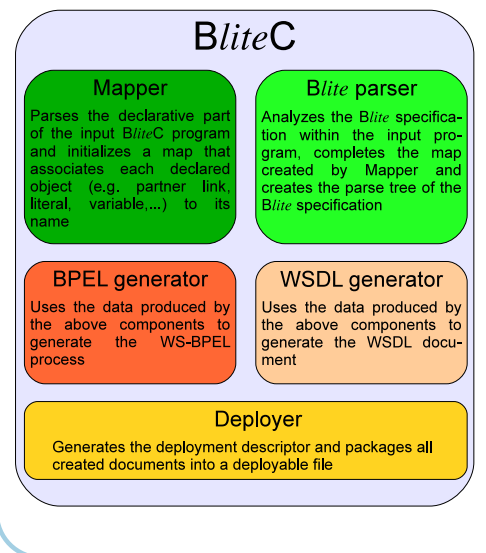 BliteC
Mapper
Parses the declarative part
of the input BliteC program
and initializes a map that
associates each declared
object (e.g. partner link,
literal, variable,...) to its
name
Blite parser
Analyzes the Blite specifica-
tion within the input pro-
gram, completes the map
created by Mapper and
creates the parse tree of the
Blite specification
BPEL generator
Uses the data produced by
the above components to
generate the WS-BPEL
process
WSDL generator
Uses the data produced by
the above components to
generate the WSDL docu-
ment
Deployer
Generates the deployment descriptor and packages all
created documents into a deployable file